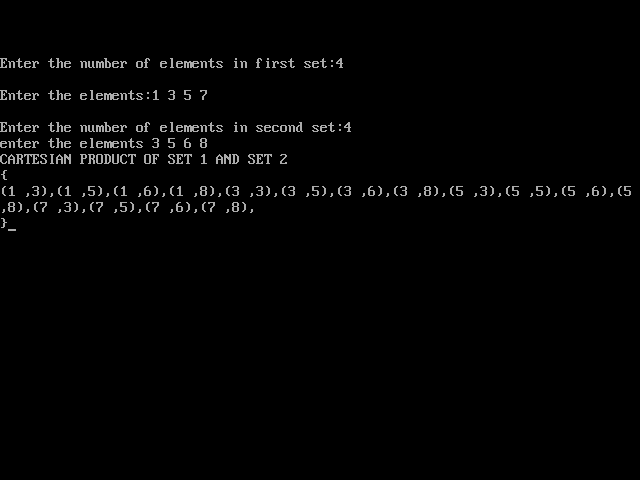 Enter the number of elements in first set:4
Enter the elements:1 3 5 7
Enter the number of elements in second set:4
enter the elements 3 5 6 8
CARTESIAN PRODUCT OF SET 1 AND SET 2
{
(1 ,3),(1 ,5),(1 ,6),(1 ,8),(3 ,3),(3 ,5),(3 ,6),(3 ,8),(5 ,3),(5 ,5),(5 ,6),(5
,8),(7 ,3),(7 ,5),(7 ,6),(7 ,8),
}_